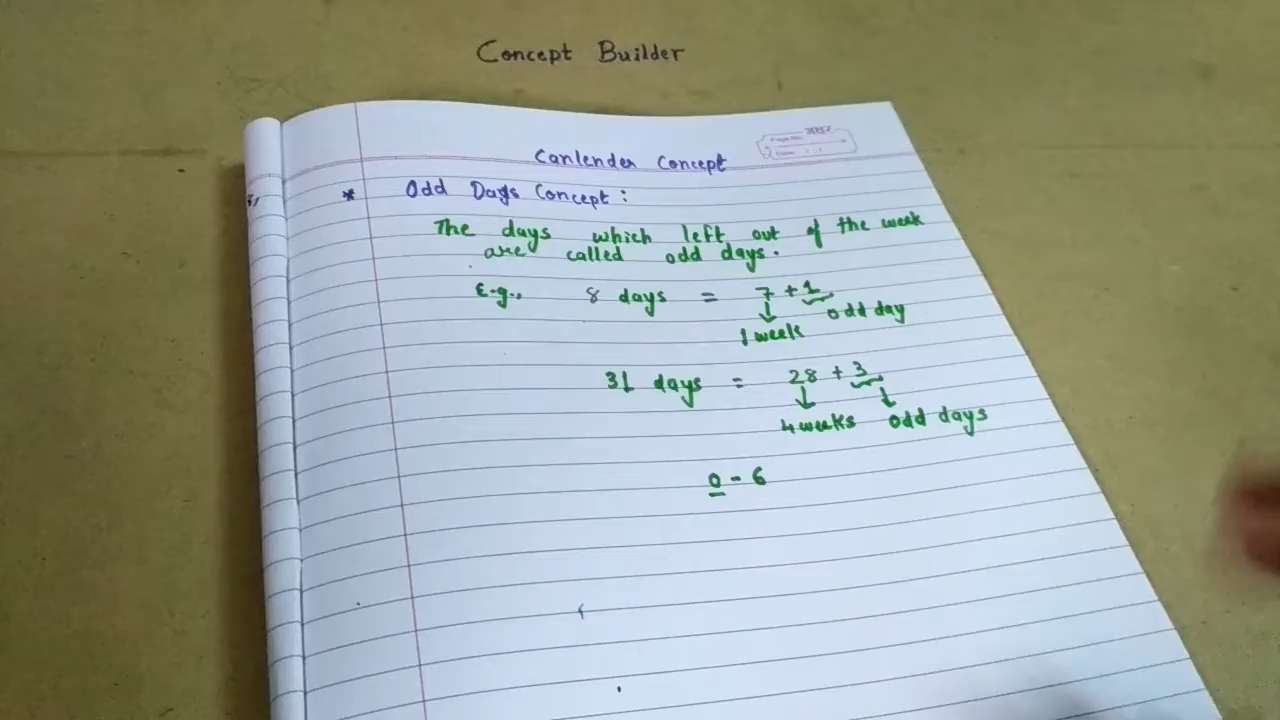 Concept Builder
Canlender Concept
* Odd Days Concept :
The days which left out of the week
are called odd days.
E.g., 8 days = 7 + 1
odd day
1 week
31 days = 28 + 3
4 weeks odd days
0 - 6